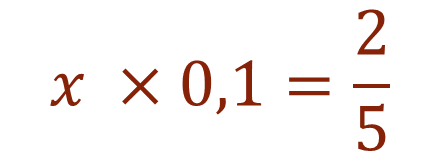 x × 0,1 = 2/5